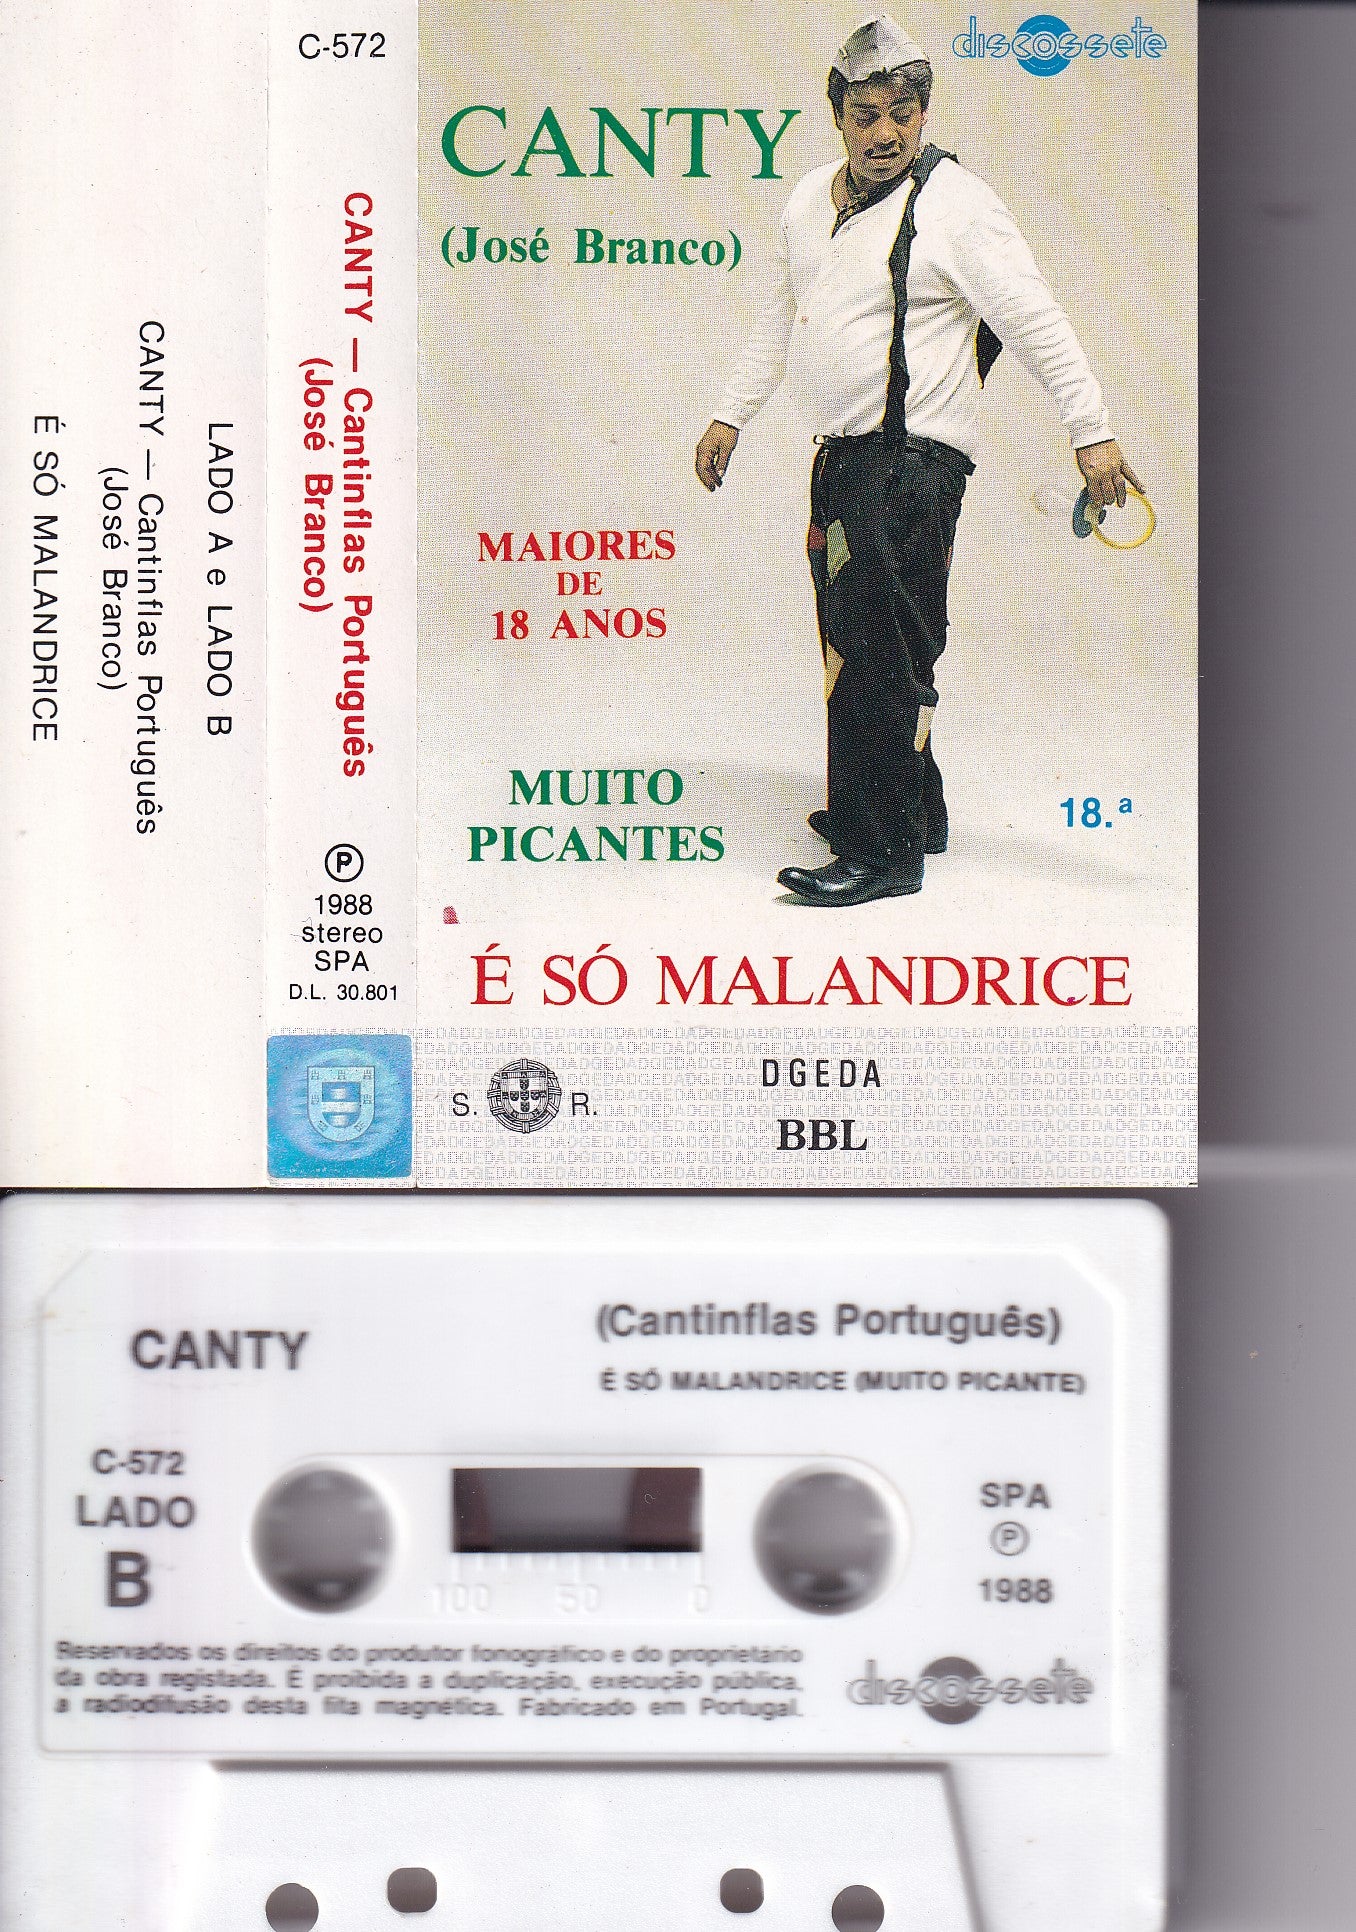 C-572
CANTY — Cantinflas Português
(José Branco)
Ⓟ
1988
stereo
SPA
D.L. 30.801
LADO A e LADO B
CANTY — Cantinflas Português
(José Branco)
É SÓ MALANDRICE
discossete
CANTY
(José Branco)
MAIORES
DE
18 ANOS
MUITO
PICANTES
18.ª
É SÓ MALANDRICE
DGEDA
S. R.
BBL
CANTY
(Cantinflas Português)
É SÓ MALANDRICE (MUITO PICANTE)
C-572
LADO
B
SPA
Ⓟ
1988
100 50 0
Reservados os direitos do produtor fonográfico e do proprietário
da obra registada. É proibida a duplicação, execução pública,
a radiodifusão desta fita magnética. Fabricado em Portugal.
discossete